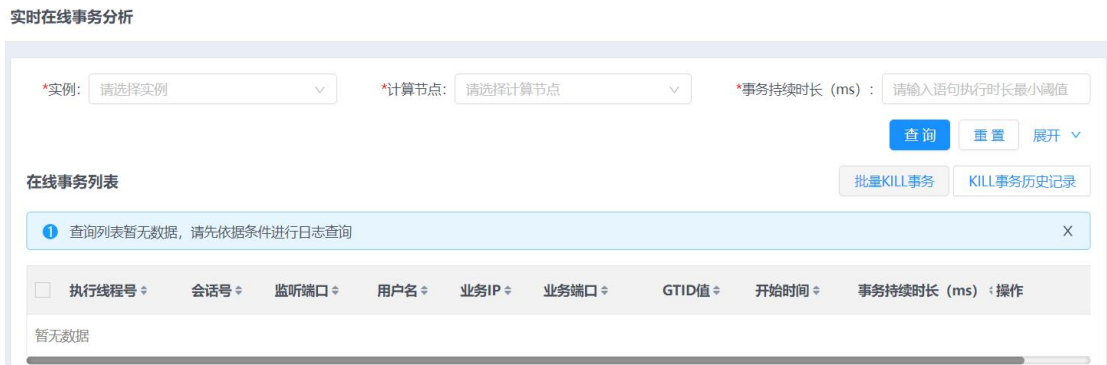 实时在线事务分析
*实例： 请选择实例 *计算节点： 请选择计算节点 *事务持续时长（ms）： 请输入语句执行时长最小阈值
查 询 重 置 展开
在线事务列表 批量KILL事务 KILL事务历史记录
查询列表暂无数据，请先依据条件进行日志查询 X
执行线程号 会话号 监听端口 用户名 业务IP 业务端口 GTID值 开始时间 事务持续时长（ms） 操作
暂无数据